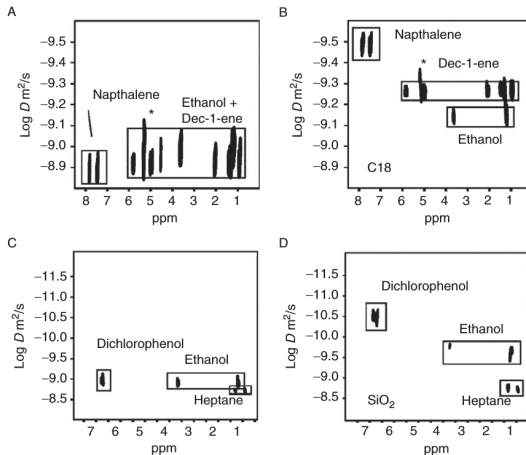 A
Log D m²/s
−9.5
−9.4
−9.3
−9.2
−9.1
−9.0
−8.9
Napthalene
*
Ethanol +
Dec-1-ene
8 7 6 5 4 3 2 1
ppm
B
Log D m²/s
−9.5
−9.4
−9.3
−9.2
−9.1
−9.0
−8.9
Napthalene
Dec-1-ene
*
Ethanol
C18
8 7 6 5 4 3 2 1
ppm
C
Log D m²/s
−11.5
−11.0
−10.5
−10.0
−9.5
−9.0
−8.5
Dichlorophenol
Ethanol
Heptane
7 6 5 4 3 2 1
ppm
D
Log D m²/s
−11.5
−11.0
−10.5
−10.0
−9.5
−9.0
−8.5
Dichlorophenol
Ethanol
SiO₂
Heptane
7 6 5 4 3 2 1
ppm